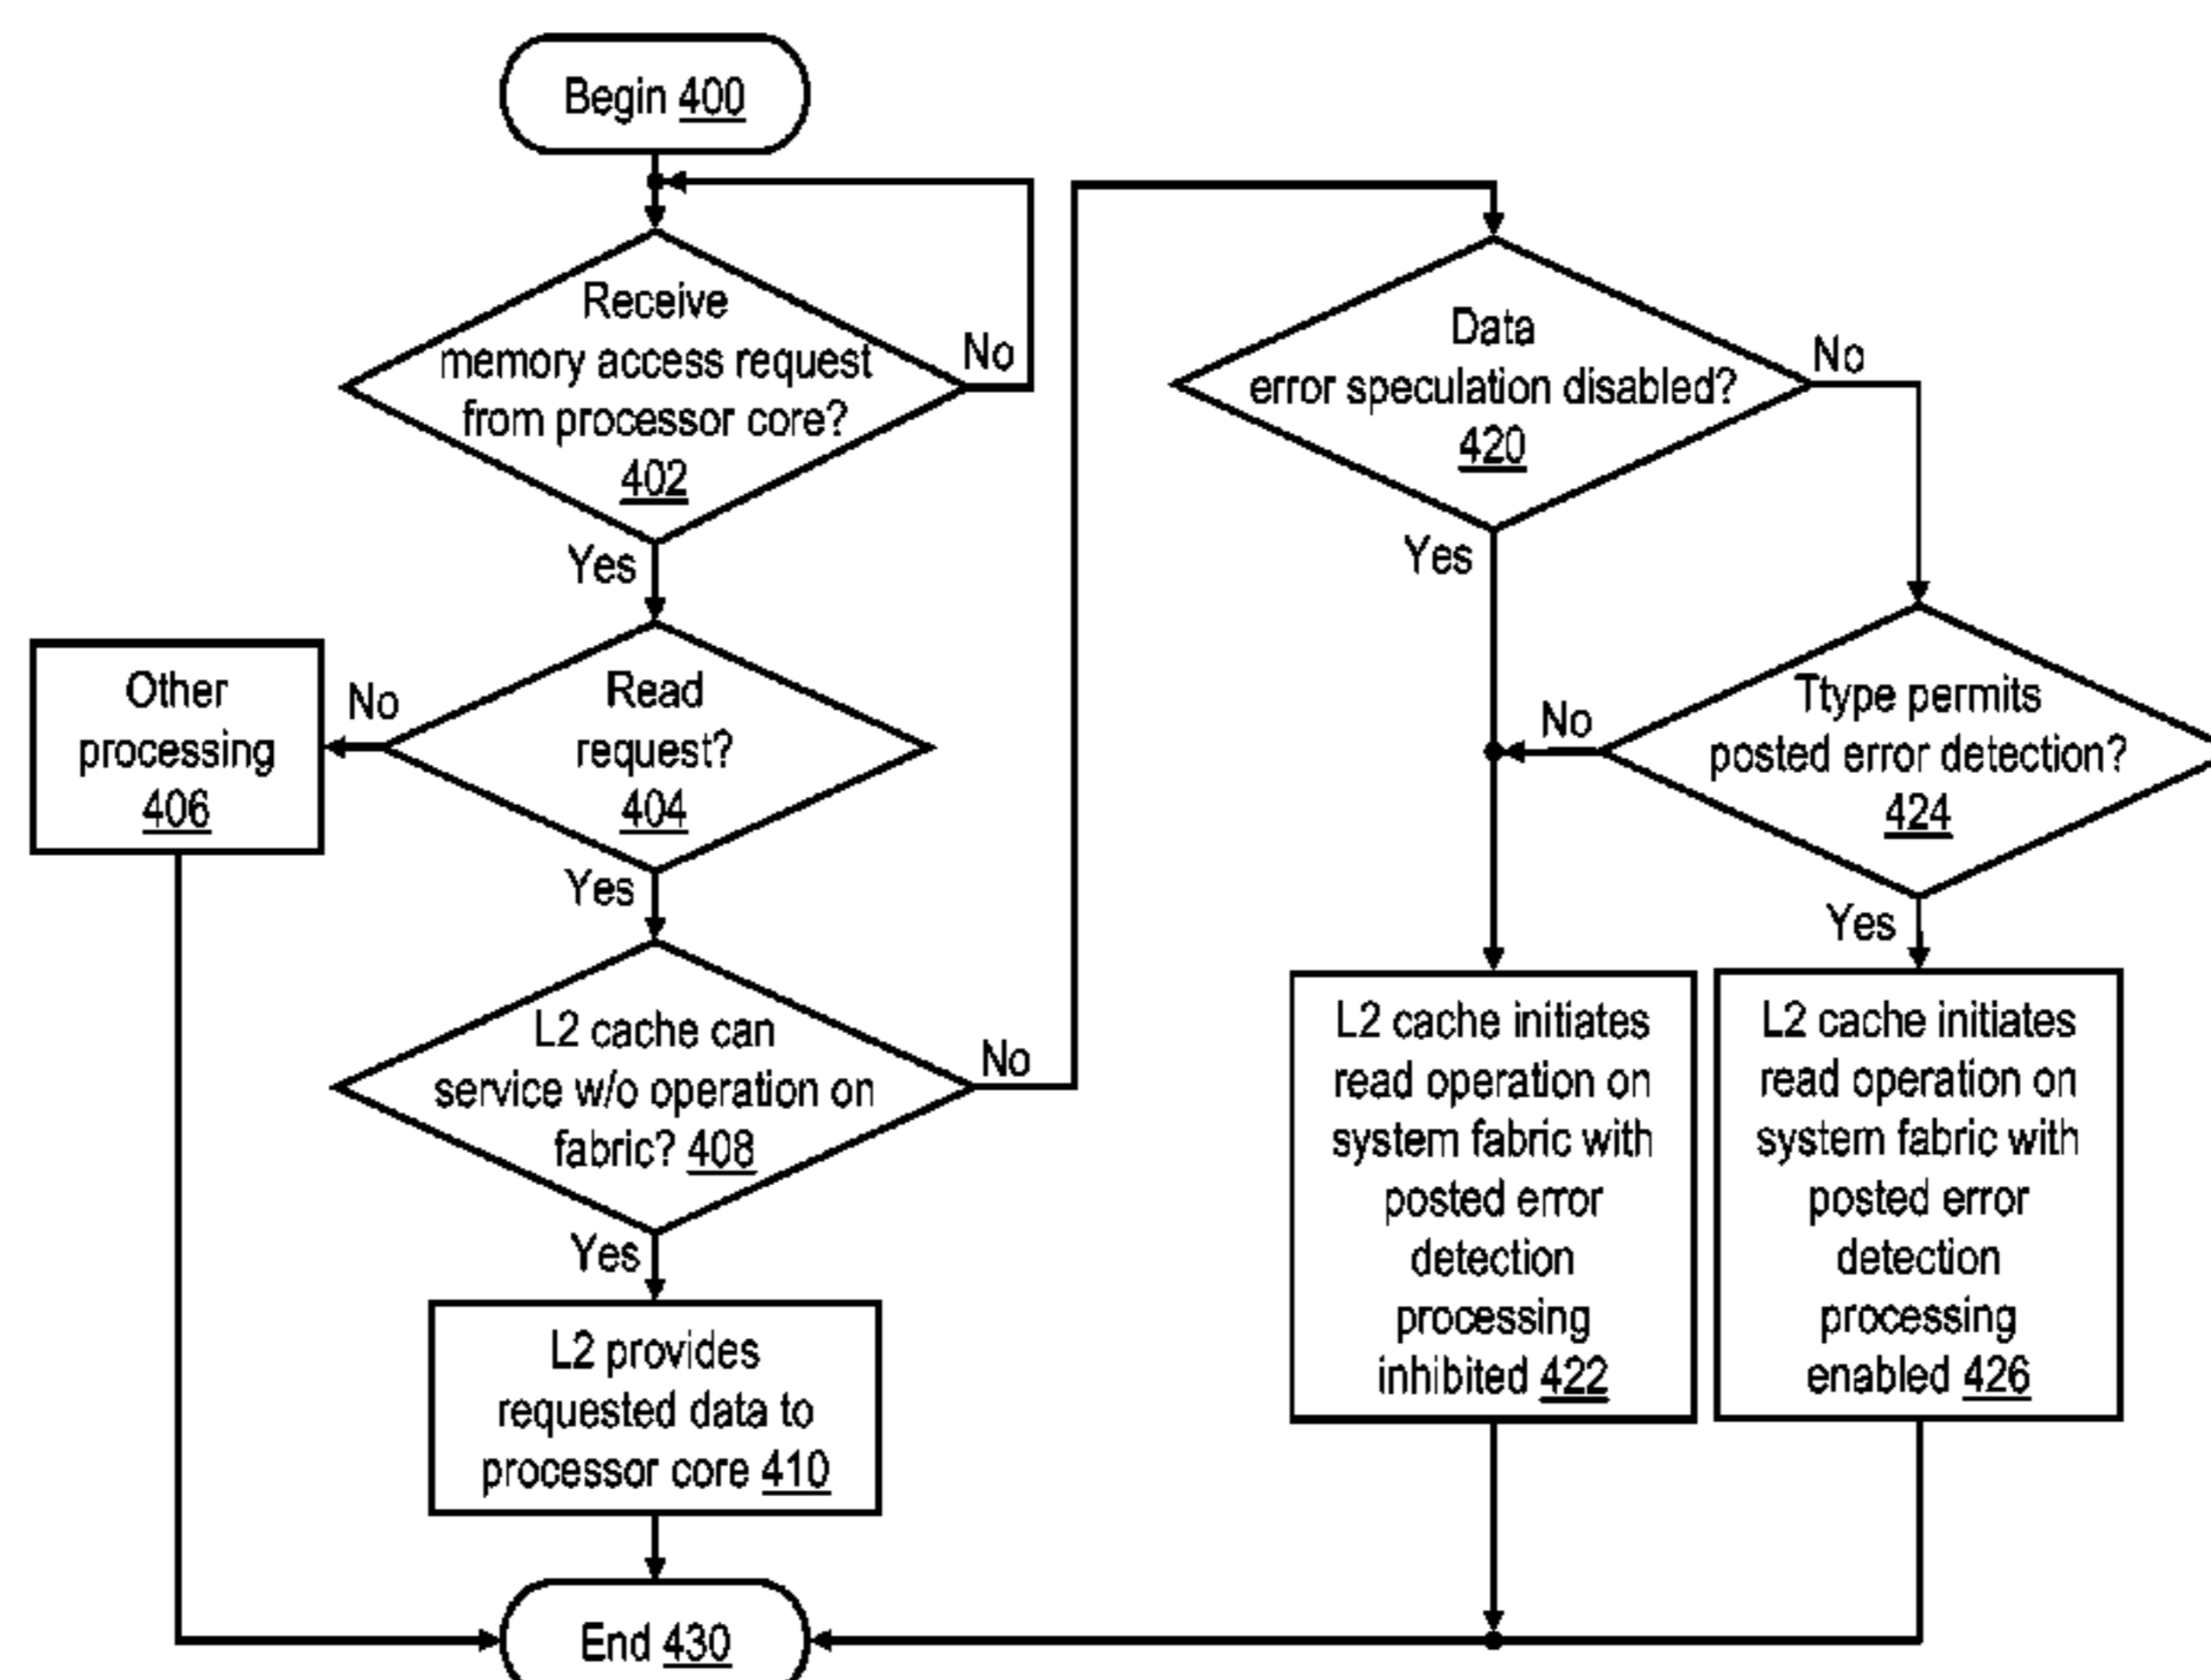 Begin 400
Receive
memory access request
from processor core?
402
No
Yes
Read
request?
404
No
Other
processing
406
Yes
L2 cache can
service w/o operation on
fabric? 408
No
Yes
L2 provides
requested data to
processor core 410
Data
error speculation disabled?
420
No
Yes
Ttype permits
posted error detection?
424
No
Yes
L2 cache initiates
read operation on
system fabric with
posted error
detection
processing
inhibited 422
L2 cache initiates
read operation on
system fabric with
posted error
detection
processing
enabled 426
End 430